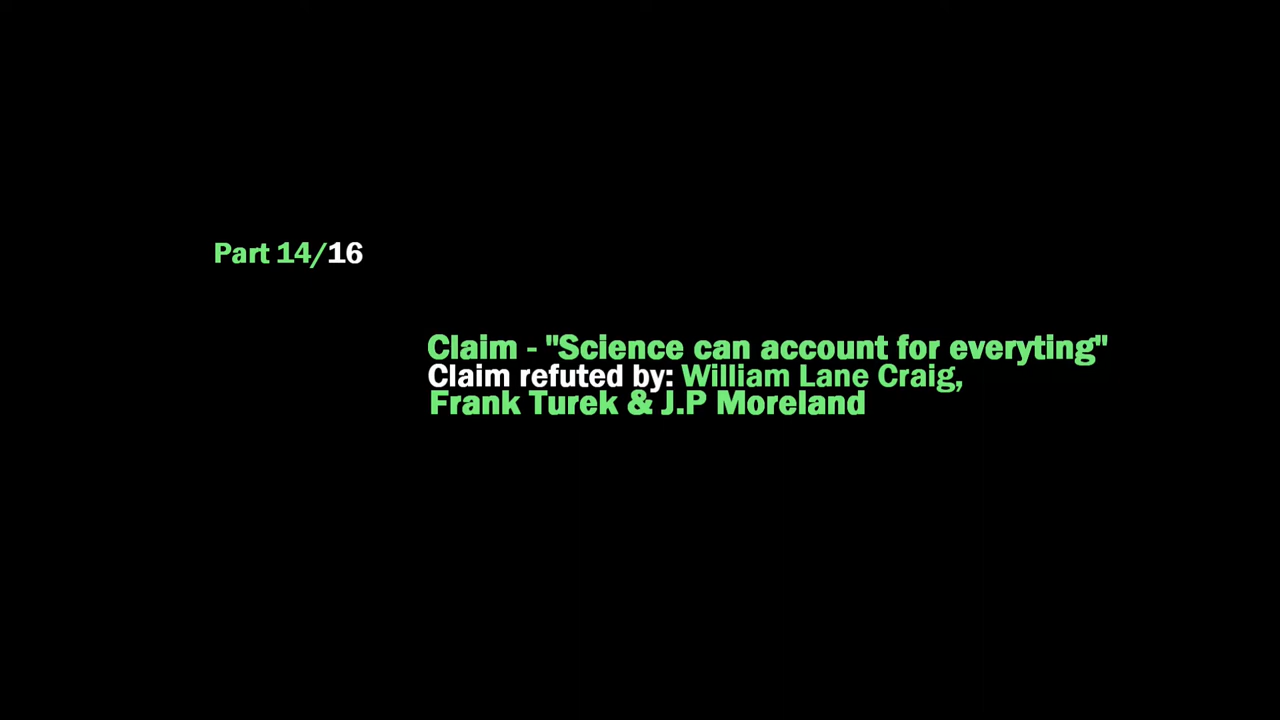 Part 14/16
Claim - "Science can account for everyting"
Claim refuted by: William Lane Craig,
Frank Turek & J.P Moreland